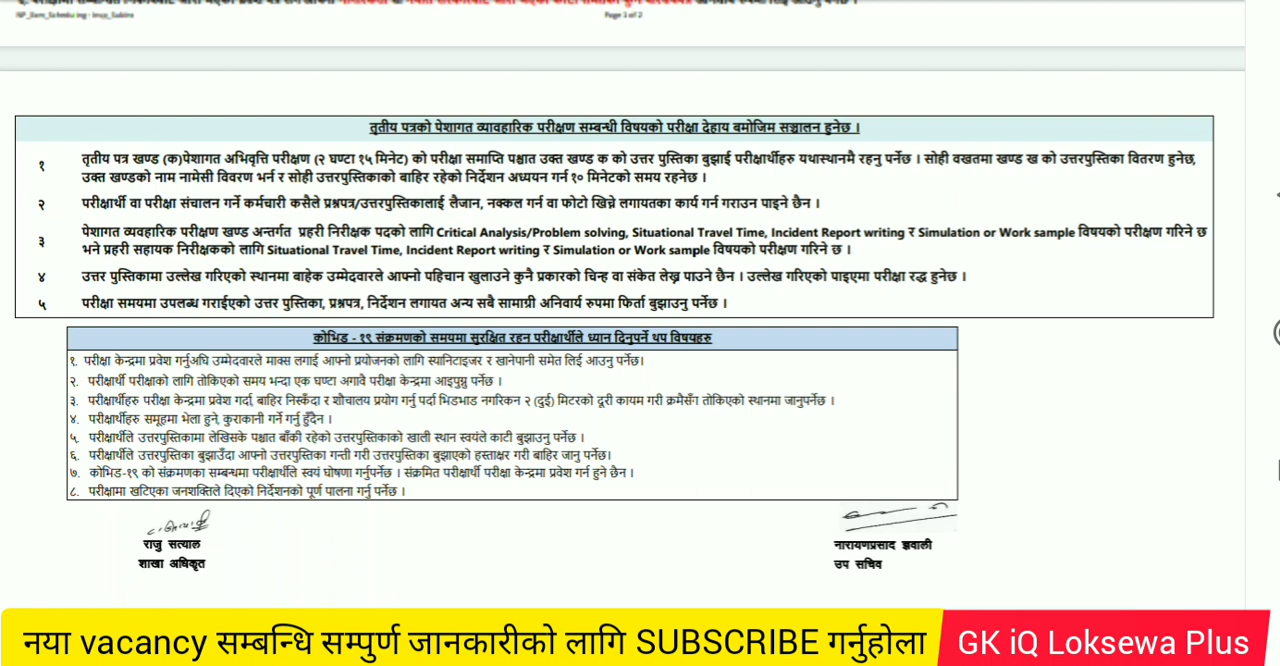 NP_Exam_Scheduling - Insp_Subins
Page 1 of 2
तृतीय पत्रको पेशागत व्यावहारिक परीक्षण सम्बन्धी विषयको परीक्षा देहाय बमोजिम सञ्चालन हुनेछ ।
१ तृतीय पत्र खण्ड (क)पेशागत अभिवृत्ति परीक्षण (२ घण्टा १५ मिनेट) को परीक्षा समाप्ति पश्चात उक्त खण्ड क को उत्तर पुस्तिका बुझाई परीक्षार्थीहरु यथास्थानमै रहनु पर्नेछ । सोही वखतमा खण्ड ख को उत्तरपुस्तिका वितरण हुनेछ,
उक्त खण्डको नाम नामेसी विवरण भर्न र सोही उत्तरपुस्तिकाको बाहिर रहेको निर्देशन अध्ययन गर्न १० मिनेटको समय रहनेछ ।
२ परीक्षार्थी वा परीक्षा संचालन गर्ने कर्मचारी कसैले प्रश्नपत्र/उत्तरपुस्तिकालाई लैजान, नक्कल गर्न वा फोटो खिच्ने लगायतका कार्य गर्न गराउन पाइने छैन ।
३ पेशागत व्यवहारिक परीक्षण खण्ड अन्तर्गत प्रहरी निरीक्षक पदको लागि Critical Analysis/Problem solving, Situational Travel Time, Incident Report writing र Simulation or Work sample विषयको परीक्षण गरिने छ
भने प्रहरी सहायक निरीक्षकको लागि Situational Travel Time, Incident Report writing र Simulation or Work sample विषयको परीक्षण गरिने छ ।
४ उत्तर पुस्तिकामा उल्लेख गरिएको स्थानमा बाहेक उम्मेदवारले आफ्नो पहिचान खुलाउने कुनै प्रकारको चिन्ह वा संकेत लेख्न पाउने छैन । उल्लेख गरिएको पाइएमा परीक्षा रद्ध हुनेछ ।
५ परीक्षा समयमा उपलब्ध गराईएको उत्तर पुस्तिका, प्रश्नपत्र, निर्देशन लगायत अन्य सबै सामाग्री अनिवार्य रुपमा फिर्ता बुझाउनु पर्नेछ ।
कोभिड - १९ संक्रमणको समयमा सुरक्षित रहन परीक्षार्थीले ध्यान दिनुपर्ने थप विषयहरु
१. परीक्षा केन्द्रमा प्रवेश गर्नुअघि उम्मेदवारले माक्स लगाई आफ्नो प्रयोजनको लागि स्यानिटाइजर र खानेपानी समेत लिई आउनु पर्नेछ।
२. परीक्षार्थी परीक्षाको लागि तोकिएको समय भन्दा एक घण्टा अगावै परीक्षा केन्द्रमा आइपुग्नु पर्नेछ ।
३. परीक्षार्थीहरु परीक्षा केन्द्रमा प्रवेश गर्दा, बाहिर निस्कँदा र शौचालय प्रयोग गर्नु पर्दा भिडभाड नगरिकन २ (दुई) मिटरको दूरी कायम गरी क्रमैसँग तोकिएको स्थानमा जानुपर्नेछ ।
४. परीक्षार्थीहरु समूहमा भेला हुने, कुराकानी गर्ने गर्नु हुँदैन ।
५. परीक्षार्थीले उत्तरपुस्तिकामा लेखिसके पश्चात बाँकी रहेको उत्तरपुस्तिकाको खाली स्थान स्वयंले काटी बुझाउनु पर्नेछ ।
६. परीक्षार्थीले उत्तरपुस्तिका बुझाउँदा आफ्नो उत्तरपुस्तिका गन्ती गरी उत्तरपुस्तिका बुझाएको हस्ताक्षर गरी बाहिर जानु पर्नेछ।
७. कोभिड-१९ को संक्रमणका सम्बन्धमा परीक्षार्थीले स्वयं घोषणा गर्नुपर्नेछ । संक्रमित परीक्षार्थी परीक्षा केन्द्रमा प्रवेश गर्न हुने छैन ।
८. परीक्षामा खटिएका जनशक्तिले दिएको निर्देशनको पूर्ण पालना गर्नु पर्नेछ ।
राजु सत्याल
शाखा अधिकृत
नारायणप्रसाद ज्ञवाली
उप सचिव
नया vacancy सम्बन्धि सम्पुर्ण जानकारीको लागि SUBSCRIBE गर्नुहोला
GK iQ Loksewa Plus